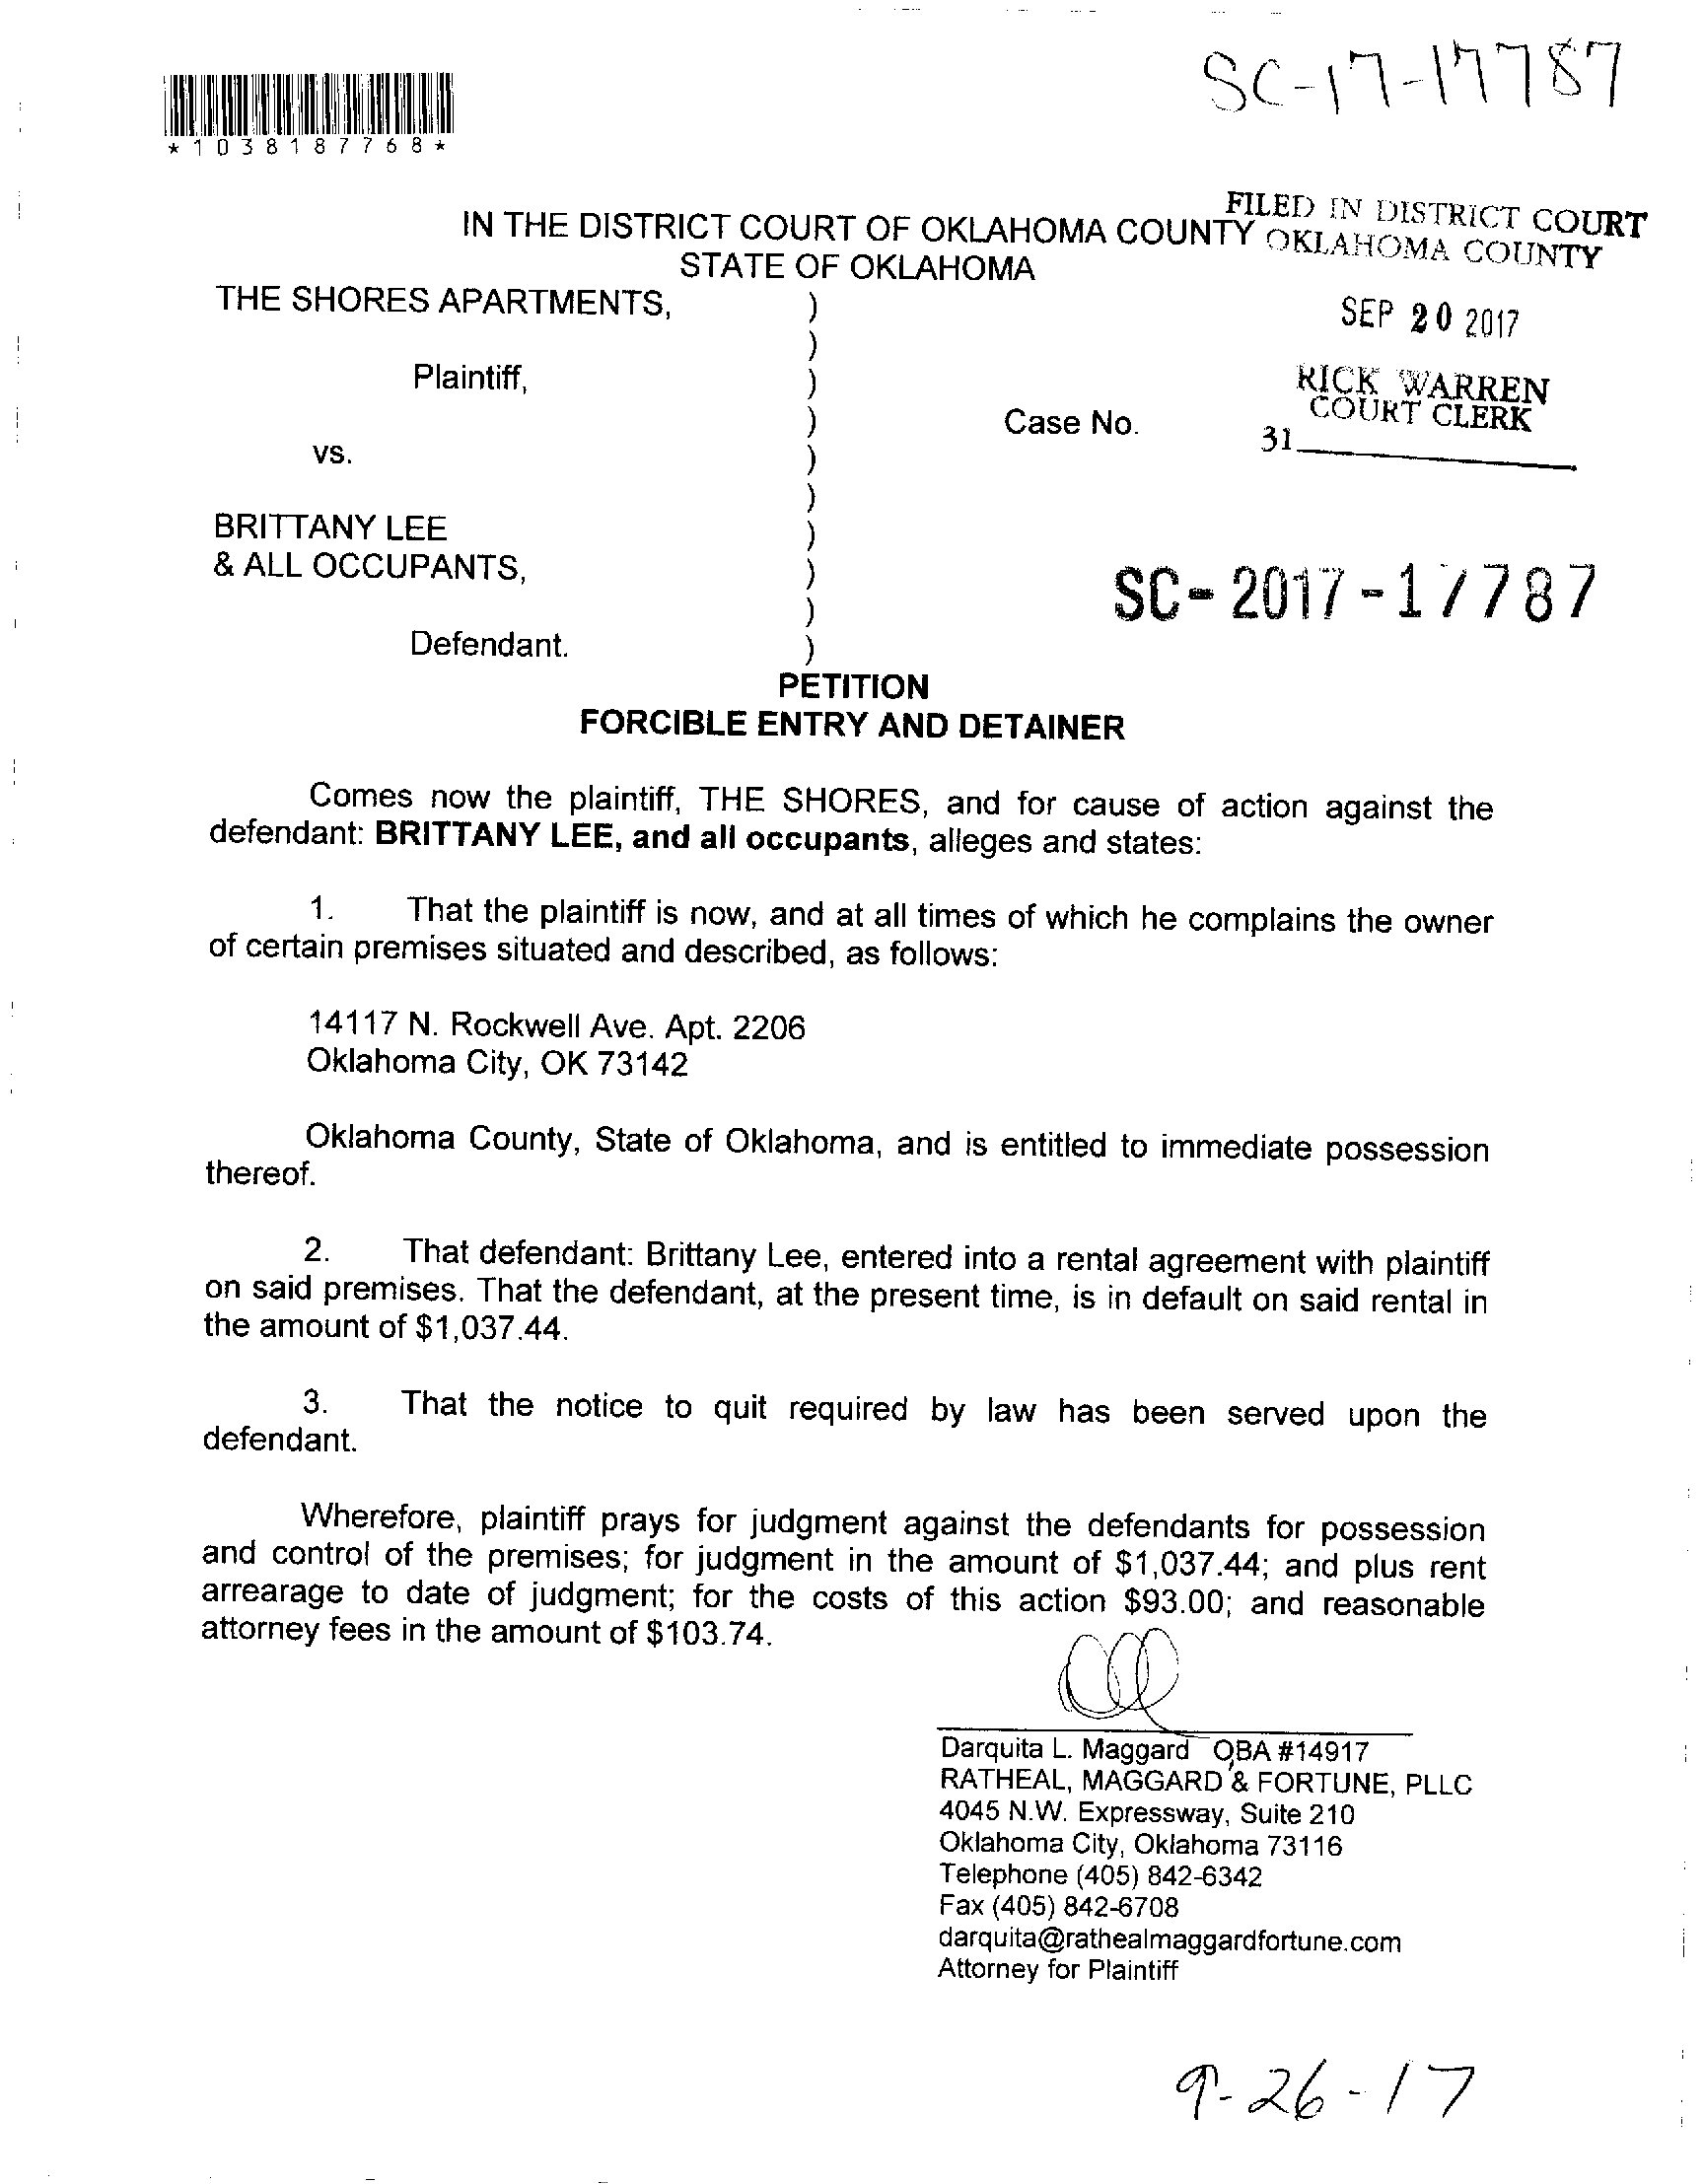 SC-17-17787
*1038187768*
FILED IN DISTRICT COURT
OKLAHOMA COUNTY
IN THE DISTRICT COURT OF OKLAHOMA COUNTY
STATE OF OKLAHOMA
THE SHORES APARTMENTS, )
SEP 20 2017
)
Plaintiff, )
RICK WARREN
COURT CLERK
)
Case No.
31
vs. )
)
BRITTANY LEE )
& ALL OCCUPANTS, )
SC-2017-17787
)
Defendant. )
PETITION
FORCIBLE ENTRY AND DETAINER
Comes now the plaintiff, THE SHORES, and for cause of action against the
defendant: BRITTANY LEE, and all occupants, alleges and states:
1. That the plaintiff is now, and at all times of which he complains the owner
of certain premises situated and described, as follows:
14117 N. Rockwell Ave. Apt. 2206
Oklahoma City, OK 73142
Oklahoma County, State of Oklahoma, and is entitled to immediate possession
thereof.
2. That defendant: Brittany Lee, entered into a rental agreement with plaintiff
on said premises. That the defendant, at the present time, is in default on said rental in
the amount of $1,037.44.
3. That the notice to quit required by law has been served upon the
defendant.
Wherefore, plaintiff prays for judgment against the defendants for possession
and control of the premises; for judgment in the amount of $1,037.44; and plus rent
arrearage to date of judgment; for the costs of this action $93.00; and reasonable
attorney fees in the amount of $103.74.
Darquita L. Maggard OBA #14917
RATHEAL, MAGGARD & FORTUNE, PLLC
4045 N.W. Expressway, Suite 210
Oklahoma City, Oklahoma 73116
Telephone (405) 842-6342
Fax (405) 842-6708
darquita@rathealmaggardfortune.com
Attorney for Plaintiff
9-26-17